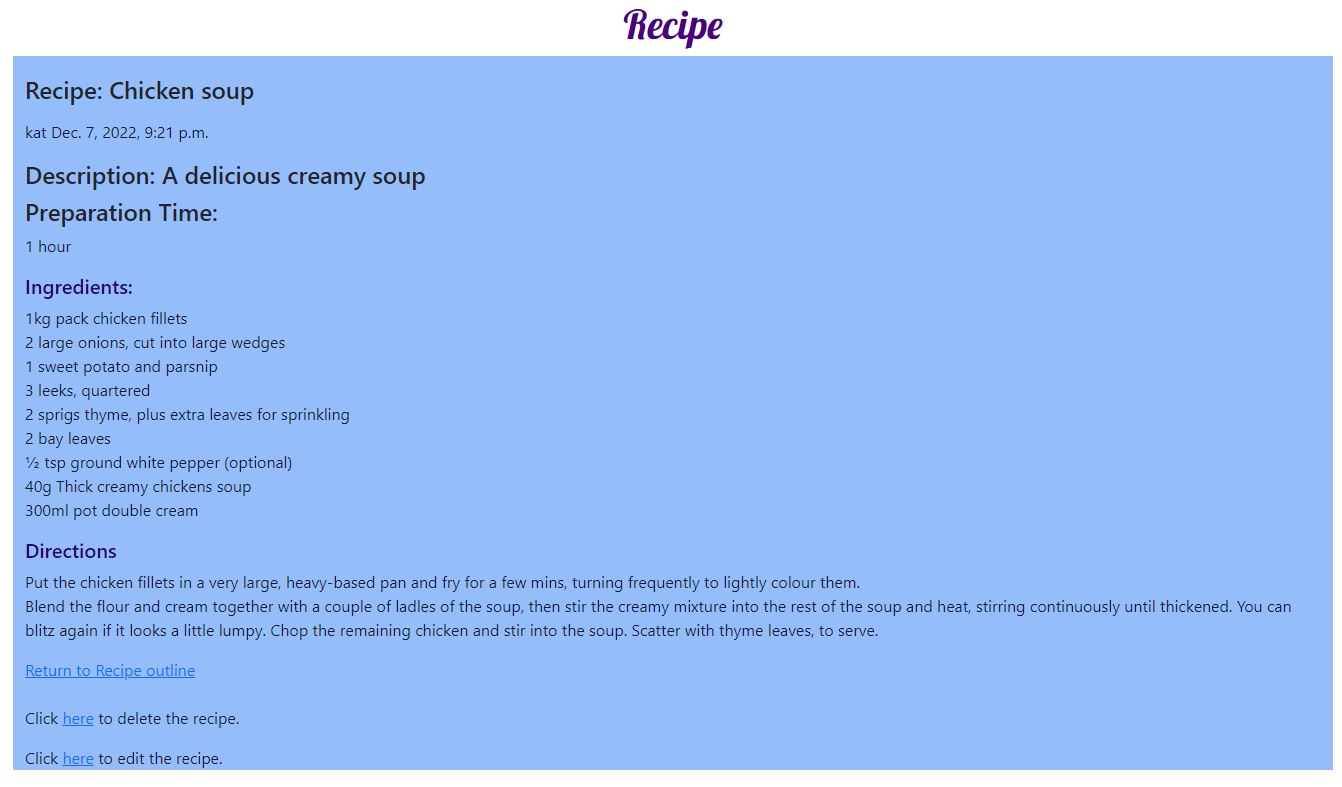 Recipe
Recipe: Chicken soup
kat Dec. 7, 2022, 9:21 p.m.
Description: A delicious creamy soup
Preparation Time:
1 hour
Ingredients:
1kg pack chicken fillets
2 large onions, cut into large wedges
1 sweet potato and parsnip
3 leeks, quartered
2 sprigs thyme, plus extra leaves for sprinkling
2 bay leaves
½ tsp ground white pepper (optional)
40g Thick creamy chickens soup
300ml pot double cream
Directions
Put the chicken fillets in a very large, heavy-based pan and fry for a few mins, turning frequently to lightly colour them.
Blend the flour and cream together with a couple of ladles of the soup, then stir the creamy mixture into the rest of the soup and heat, stirring continuously until thickened. You can
blitz again if it looks a little lumpy. Chop the remaining chicken and stir into the soup. Scatter with thyme leaves, to serve.
Return to Recipe outline
Click here to delete the recipe.
Click here to edit the recipe.